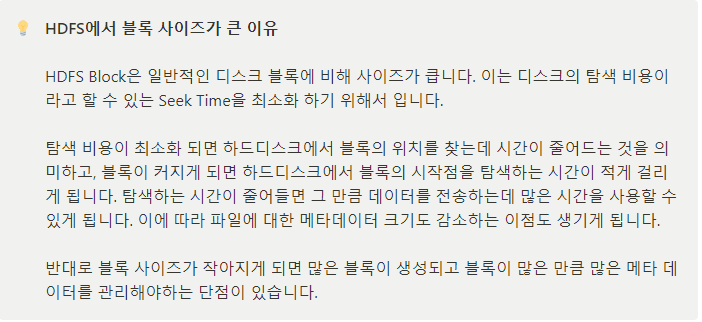 HDFS에서 블록 사이즈가 큰 이유
HDFS Block은 일반적인 디스크 블록에 비해 사이즈가 큽니다. 이는 디스크의 탐색 비용이
라고 할 수 있는 Seek Time을 최소화 하기 위해서 입니다.
탐색 비용이 최소화 되면 하드디스크에서 블록의 위치를 찾는데 시간이 줄어드는 것을 의
미하고, 블록이 커지게 되면 하드디스크에서 블록의 시작점을 탐색하는 시간이 적게 걸리
게 됩니다. 탐색하는 시간이 줄어들면 그 만큼 데이터를 전송하는데 많은 시간을 사용할 수
있게 됩니다. 이에 따라 파일에 대한 메타데이터 크기도 감소하는 이점도 생기게 됩니다.
반대로 블록 사이즈가 작아지게 되면 많은 블록이 생성되고 블록이 많은 만큼 많은 메타 데
이터를 관리해야하는 단점이 있습니다.